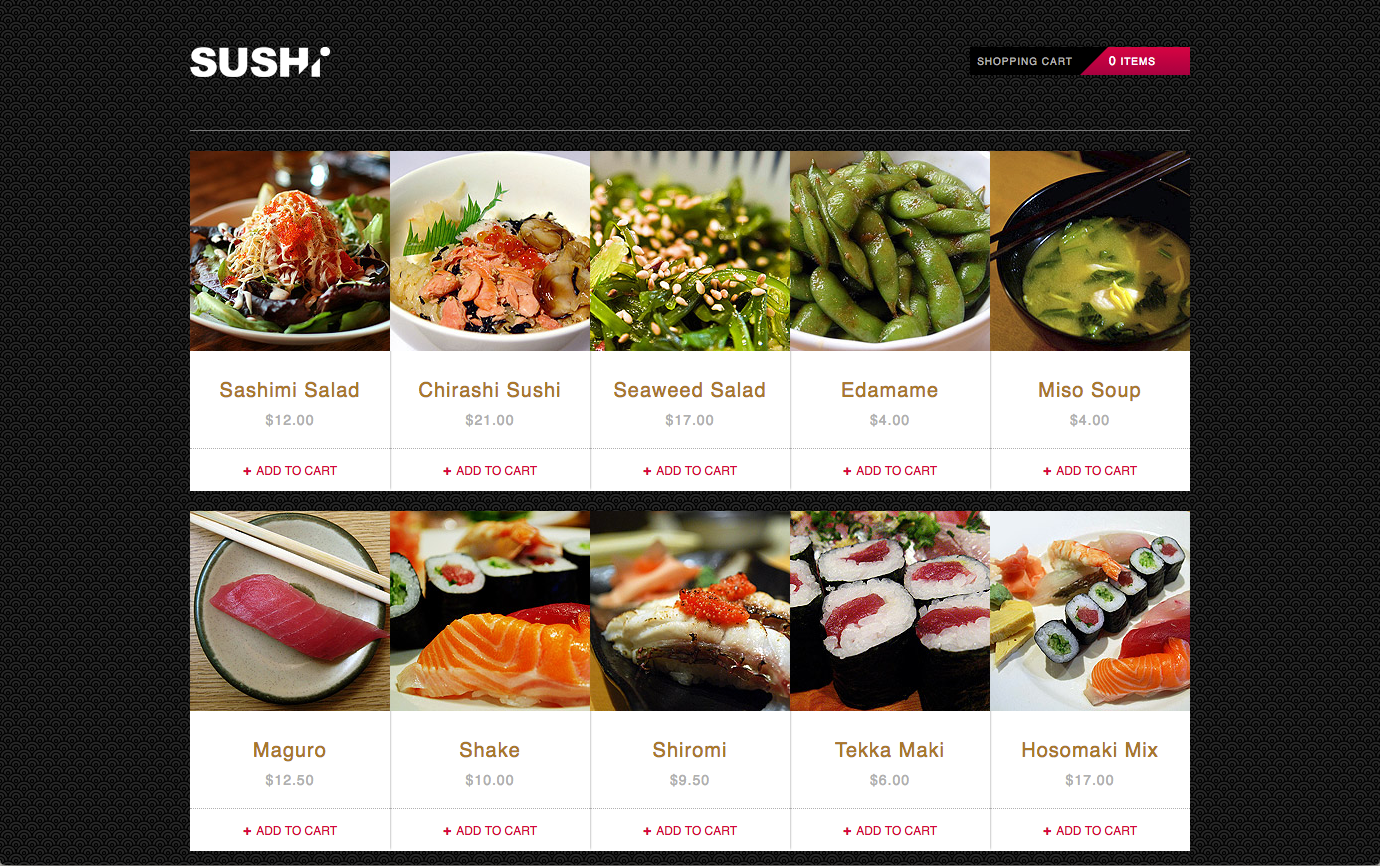 SUSHi
SHOPPING CART 0 ITEMS
Sashimi Salad
$12.00
+ ADD TO CART
Chirashi Sushi
$21.00
+ ADD TO CART
Seaweed Salad
$17.00
+ ADD TO CART
Edamame
$4.00
+ ADD TO CART
Miso Soup
$4.00
+ ADD TO CART
Maguro
$12.50
+ ADD TO CART
Shake
$10.00
+ ADD TO CART
Shiromi
$9.50
+ ADD TO CART
Tekka Maki
$6.00
+ ADD TO CART
Hosomaki Mix
$17.00
+ ADD TO CART